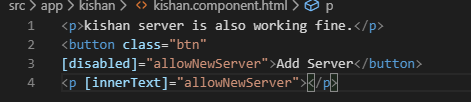 src > app > kishan > kishan.component.html > p
1 <p>kishan server is also working fine.</p>
2 <button class="btn"
3 [disabled]="allowNewServer">Add Server</button>
4 <p [innerText]="allowNewServer"></p>